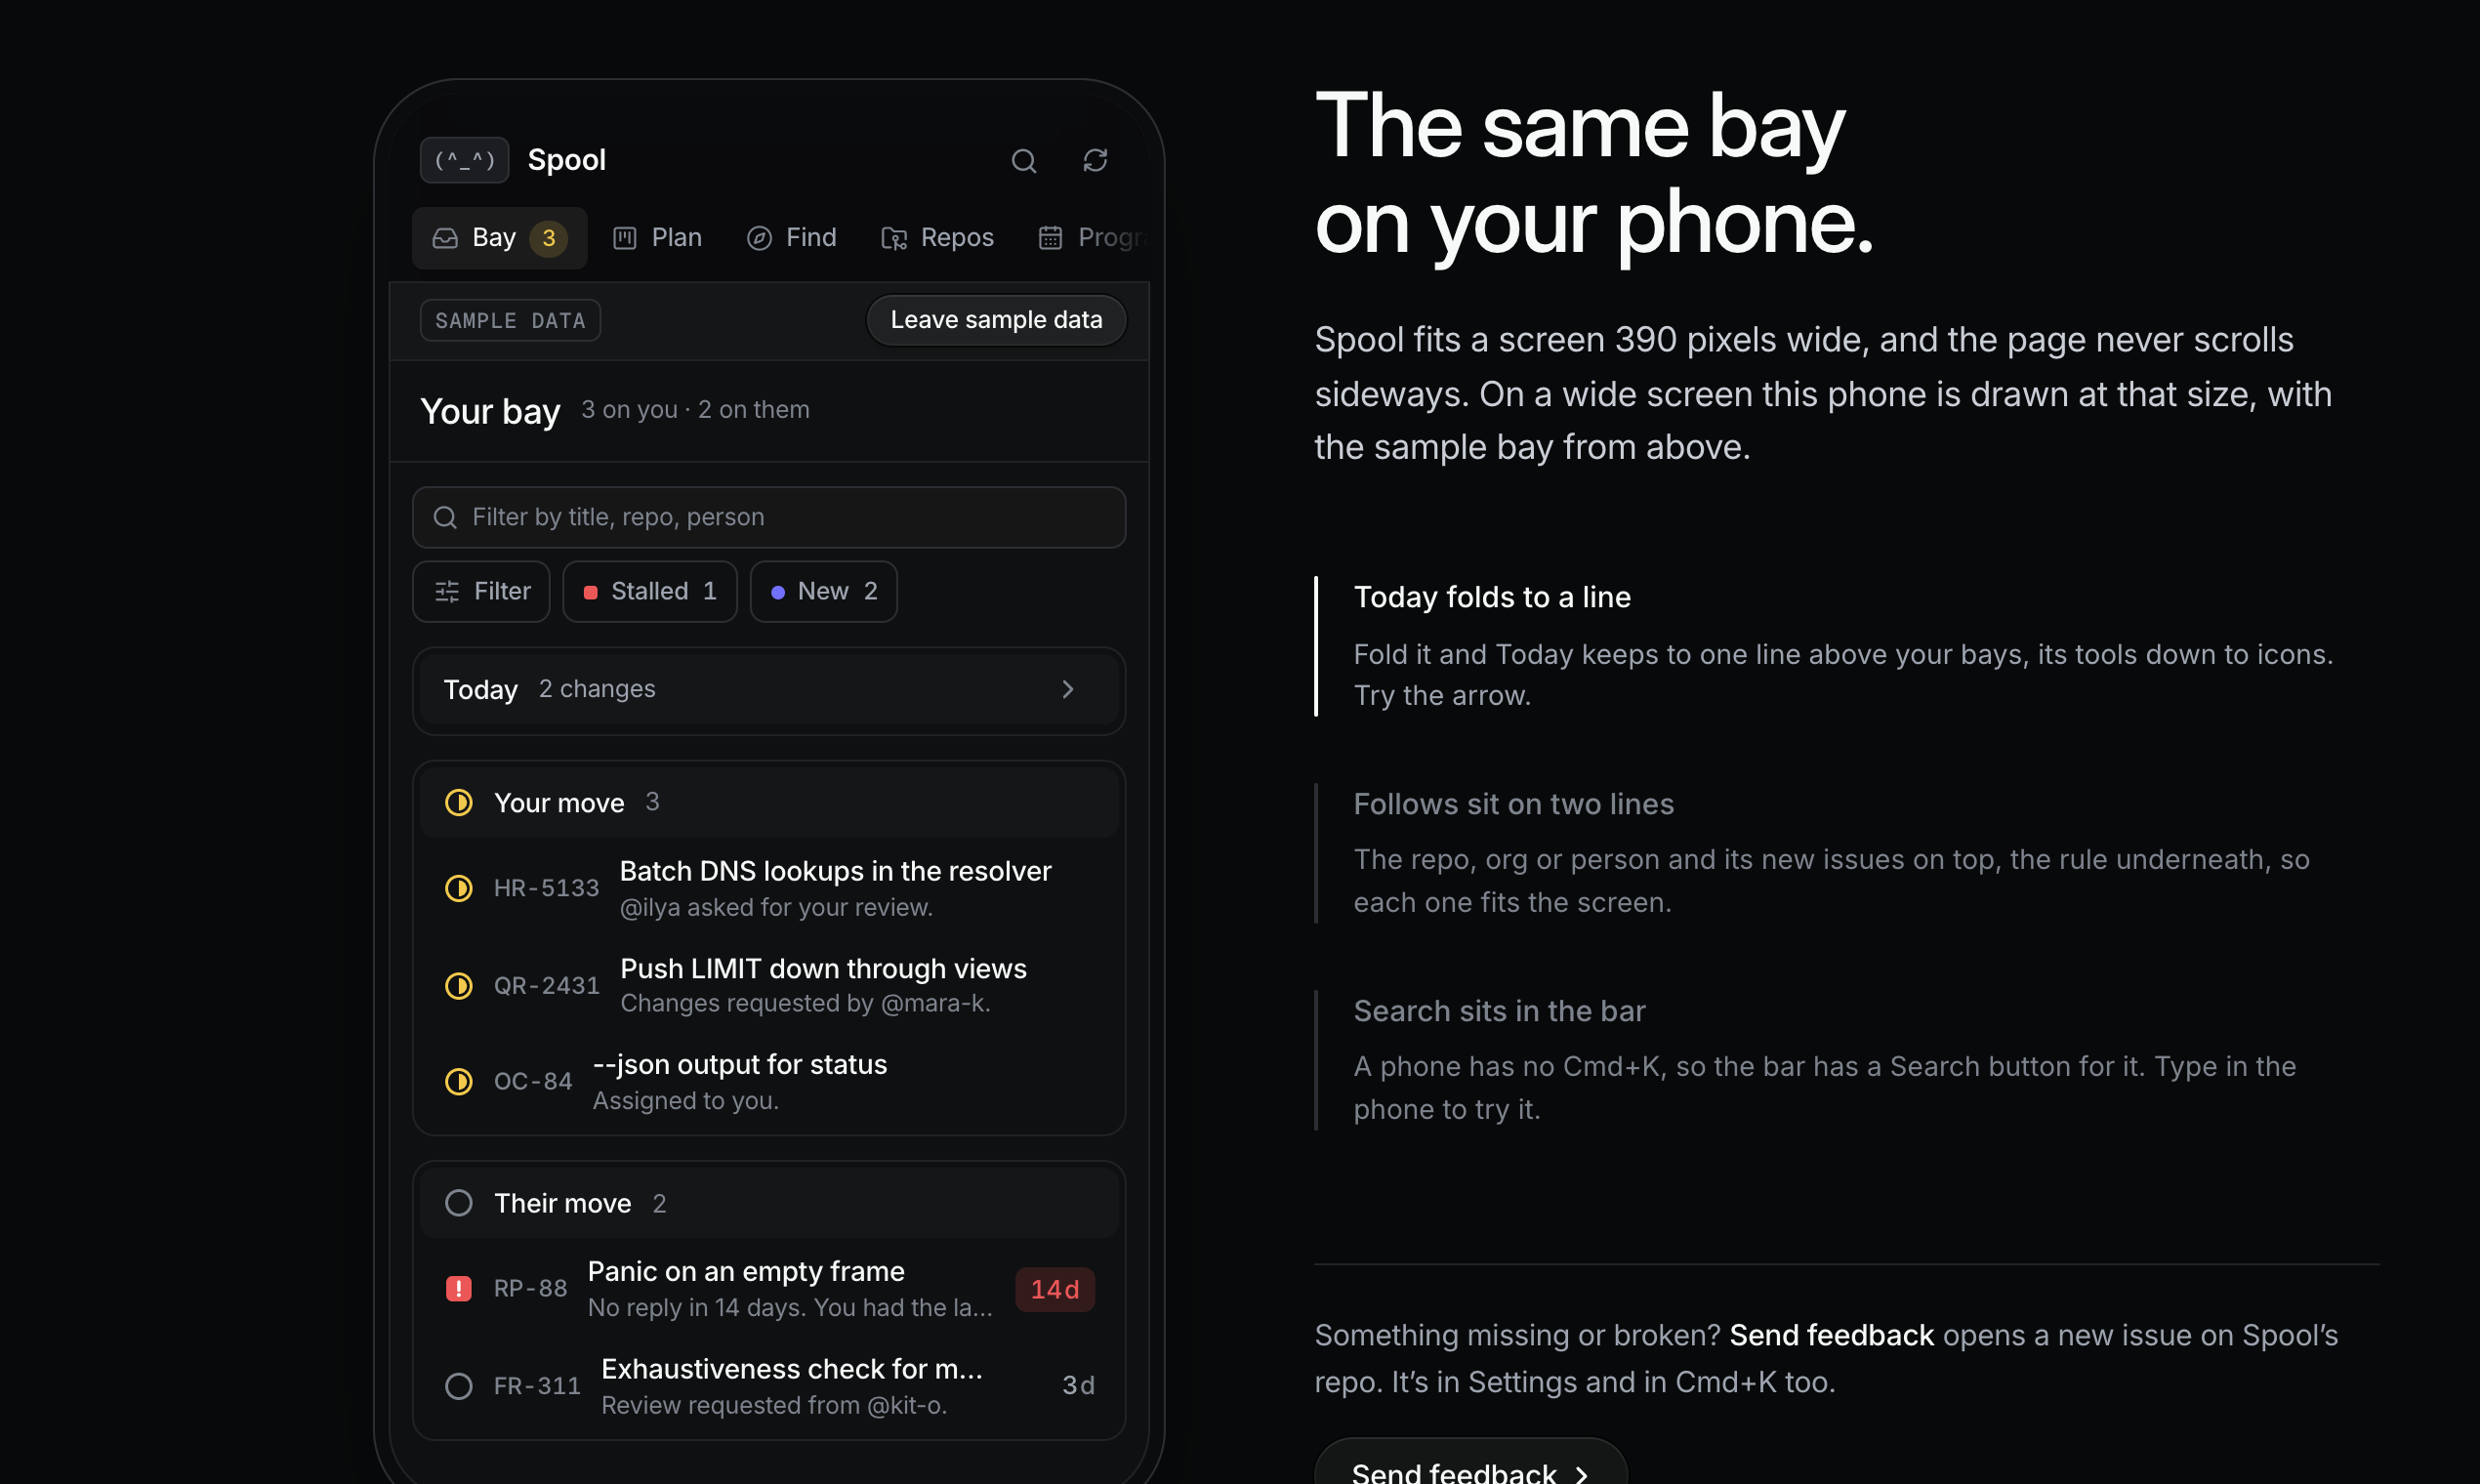 (^_^) Spool
Bay 3 Plan Find Repos Progra
SAMPLE DATA Leave sample data
Your bay 3 on you · 2 on them
Filter by title, repo, person
Filter Stalled 1 New 2
Today 2 changes
Your move 3
HR-5133 Batch DNS lookups in the resolver
@ilya asked for your review.
QR-2431 Push LIMIT down through views
Changes requested by @mara-k.
OC-84 --json output for status
Assigned to you.
Their move 2
RP-88 Panic on an empty frame 14d
No reply in 14 days. You had the la...
FR-311 Exhaustiveness check for m... 3d
Review requested from @kit-o.
The same bay
on your phone.
Spool fits a screen 390 pixels wide, and the page never scrolls
sideways. On a wide screen this phone is drawn at that size, with
the sample bay from above.
Today folds to a line
Fold it and Today keeps to one line above your bays, its tools down to icons.
Try the arrow.
Follows sit on two lines
The repo, org or person and its new issues on top, the rule underneath, so
each one fits the screen.
Search sits in the bar
A phone has no Cmd+K, so the bar has a Search button for it. Type in the
phone to try it.
Something missing or broken? Send feedback opens a new issue on Spool’s
repo. It’s in Settings and in Cmd+K too.
Send feedback